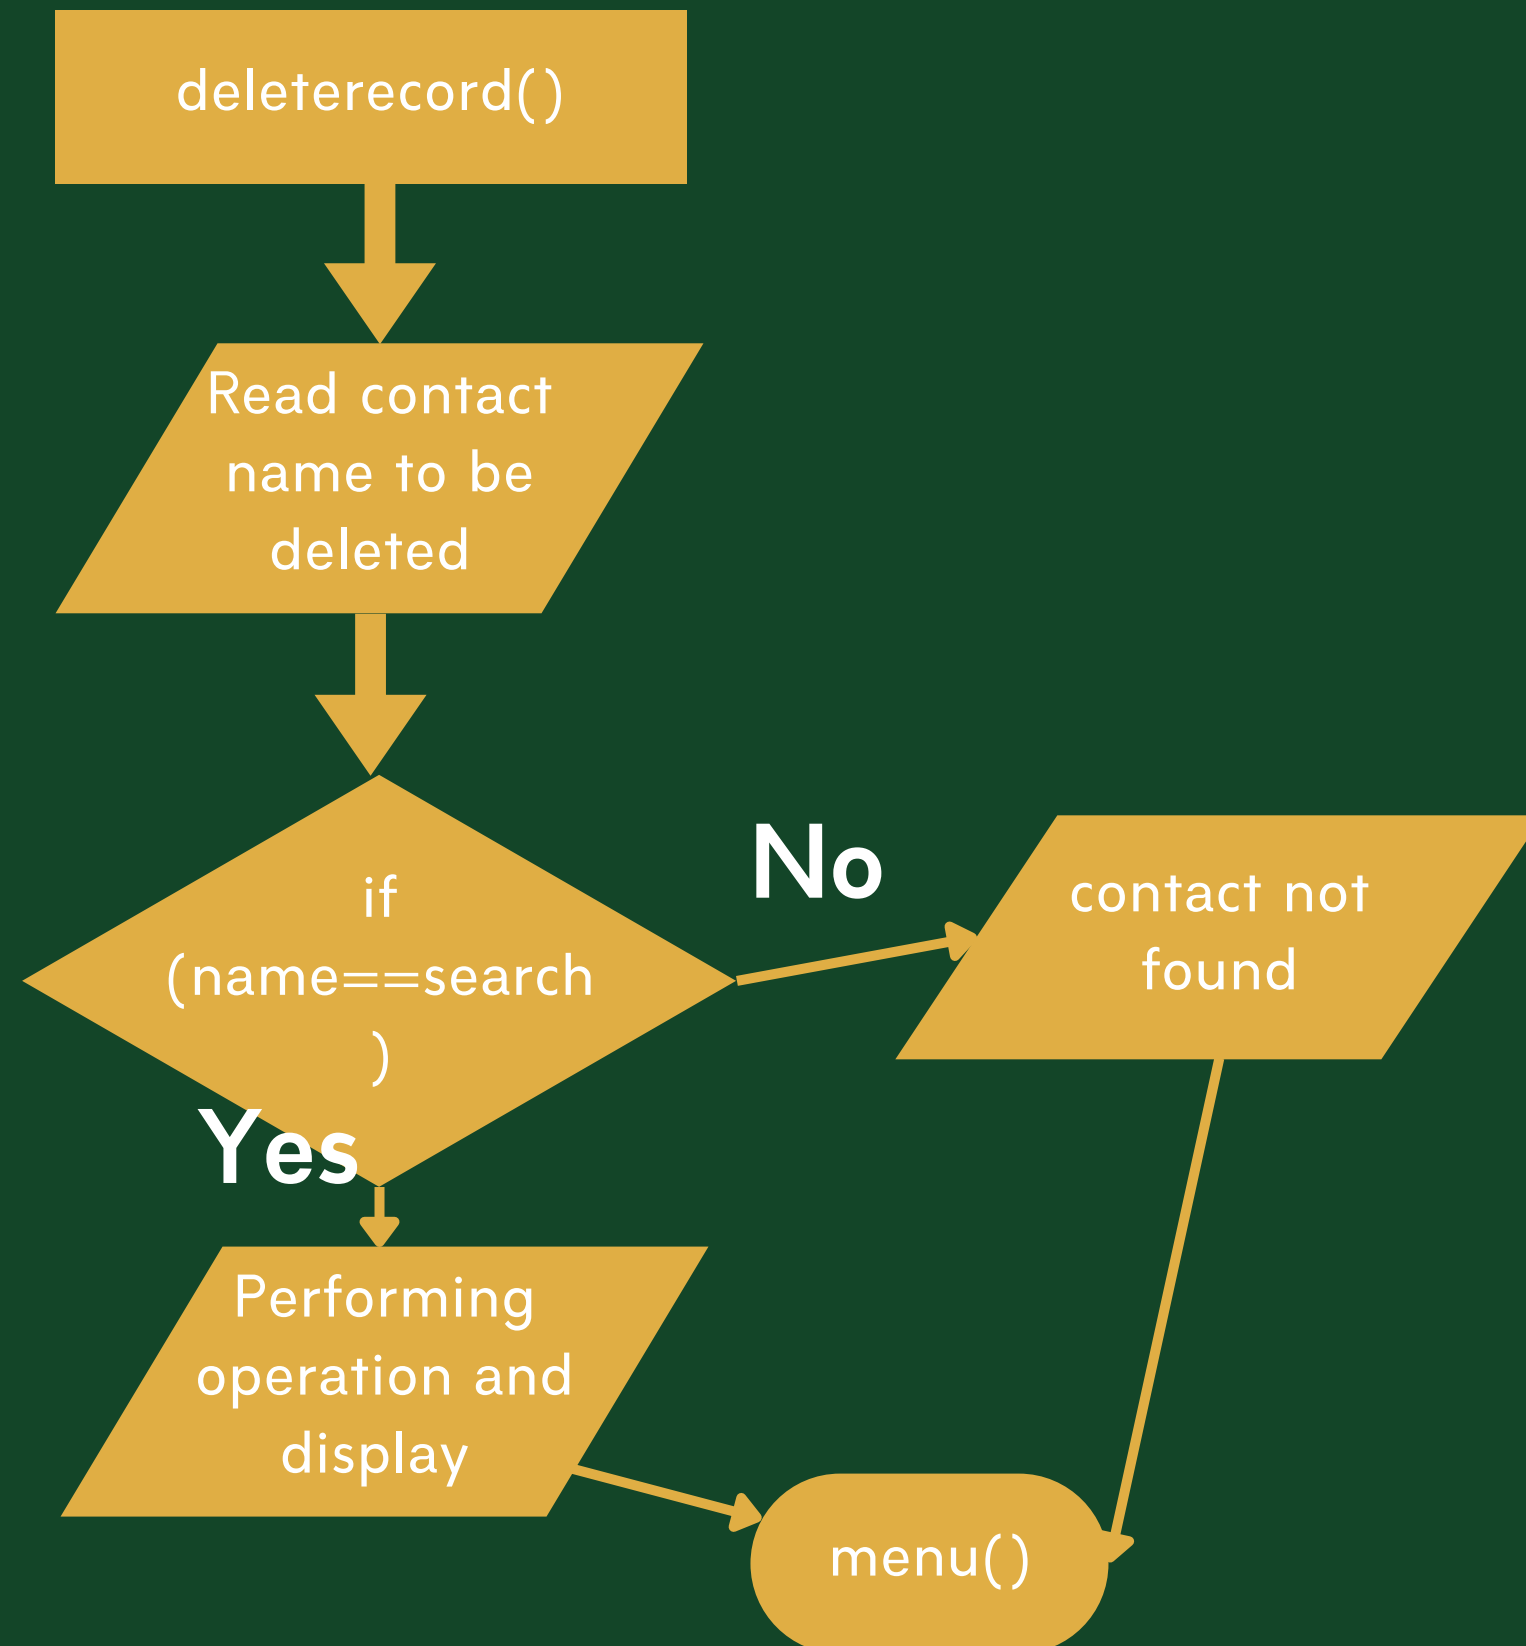 deleterecord()
Read contact
name to be
deleted
if
(name==search
)
No
contact not
found
Yes
Performing
operation and
display
menu()